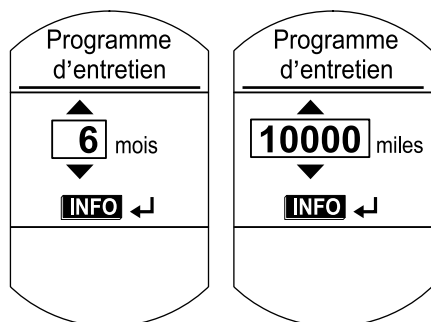 Programme
d'entretien
6 mois
INFO
Programme
d'entretien
10000 miles
INFO